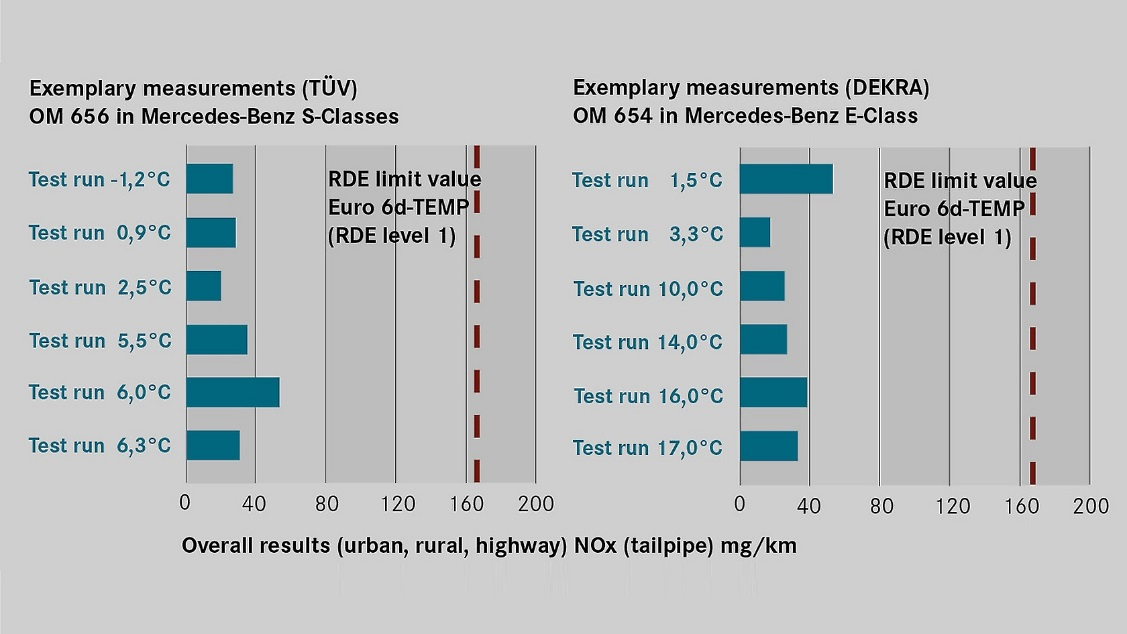 Exemplary measurements (TÜV)
OM 656 in Mercedes-Benz S-Classes
Test run -1,2°C
Test run 0,9°C
Test run 2,5°C
Test run 5,5°C
Test run 6,0°C
Test run 6,3°C
RDE limit value
Euro 6d-TEMP
(RDE level 1)
0 40 80 120 160 200
Exemplary measurements (DEKRA)
OM 654 in Mercedes-Benz E-Class
Test run 1,5°C
Test run 3,3°C
Test run 10,0°C
Test run 14,0°C
Test run 16,0°C
Test run 17,0°C
RDE limit value
Euro 6d-TEMP
(RDE level 1)
0 40 80 120 160 200
Overall results (urban, rural, highway) NOx (tailpipe) mg/km